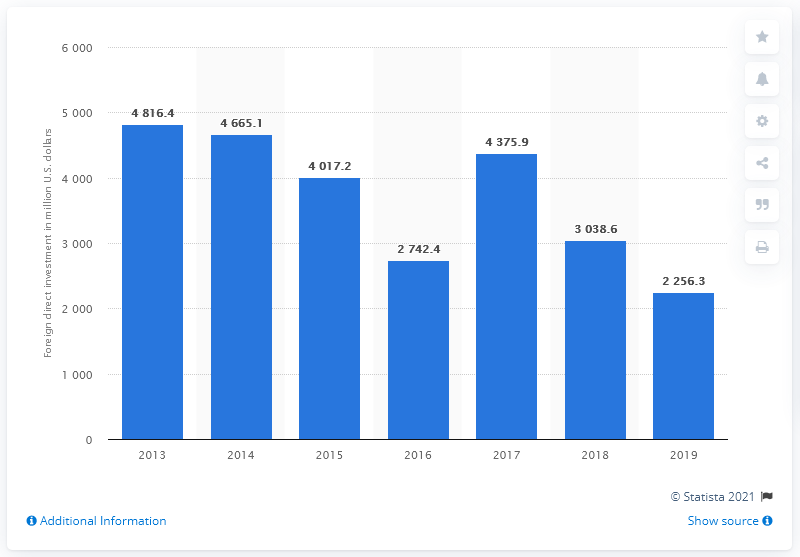 6 000
5 000
4 000
3 000
2 000
1 000
0
Foreign direct investment in million U.S. dollars
4 816.4
4 665.1
4 017.2
2 742.4
4 375.9
3 038.6
2 256.3
2013 2014 2015 2016 2017 2018 2019
© Statista 2021
Additional Information
Show source